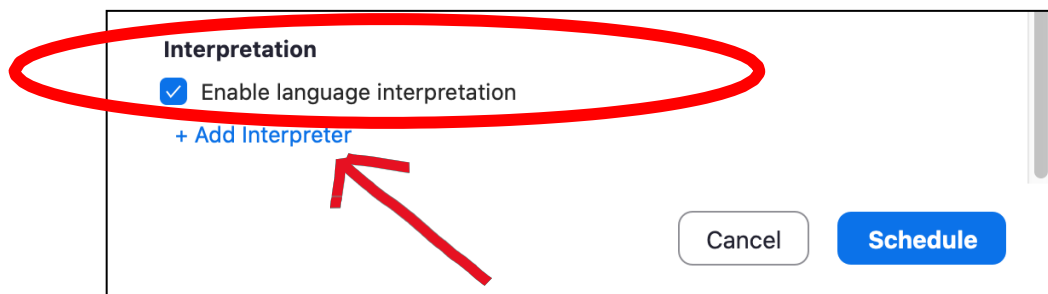 Interpretation
Enable language interpretation
+ Add Interpreter
Cancel
Schedule